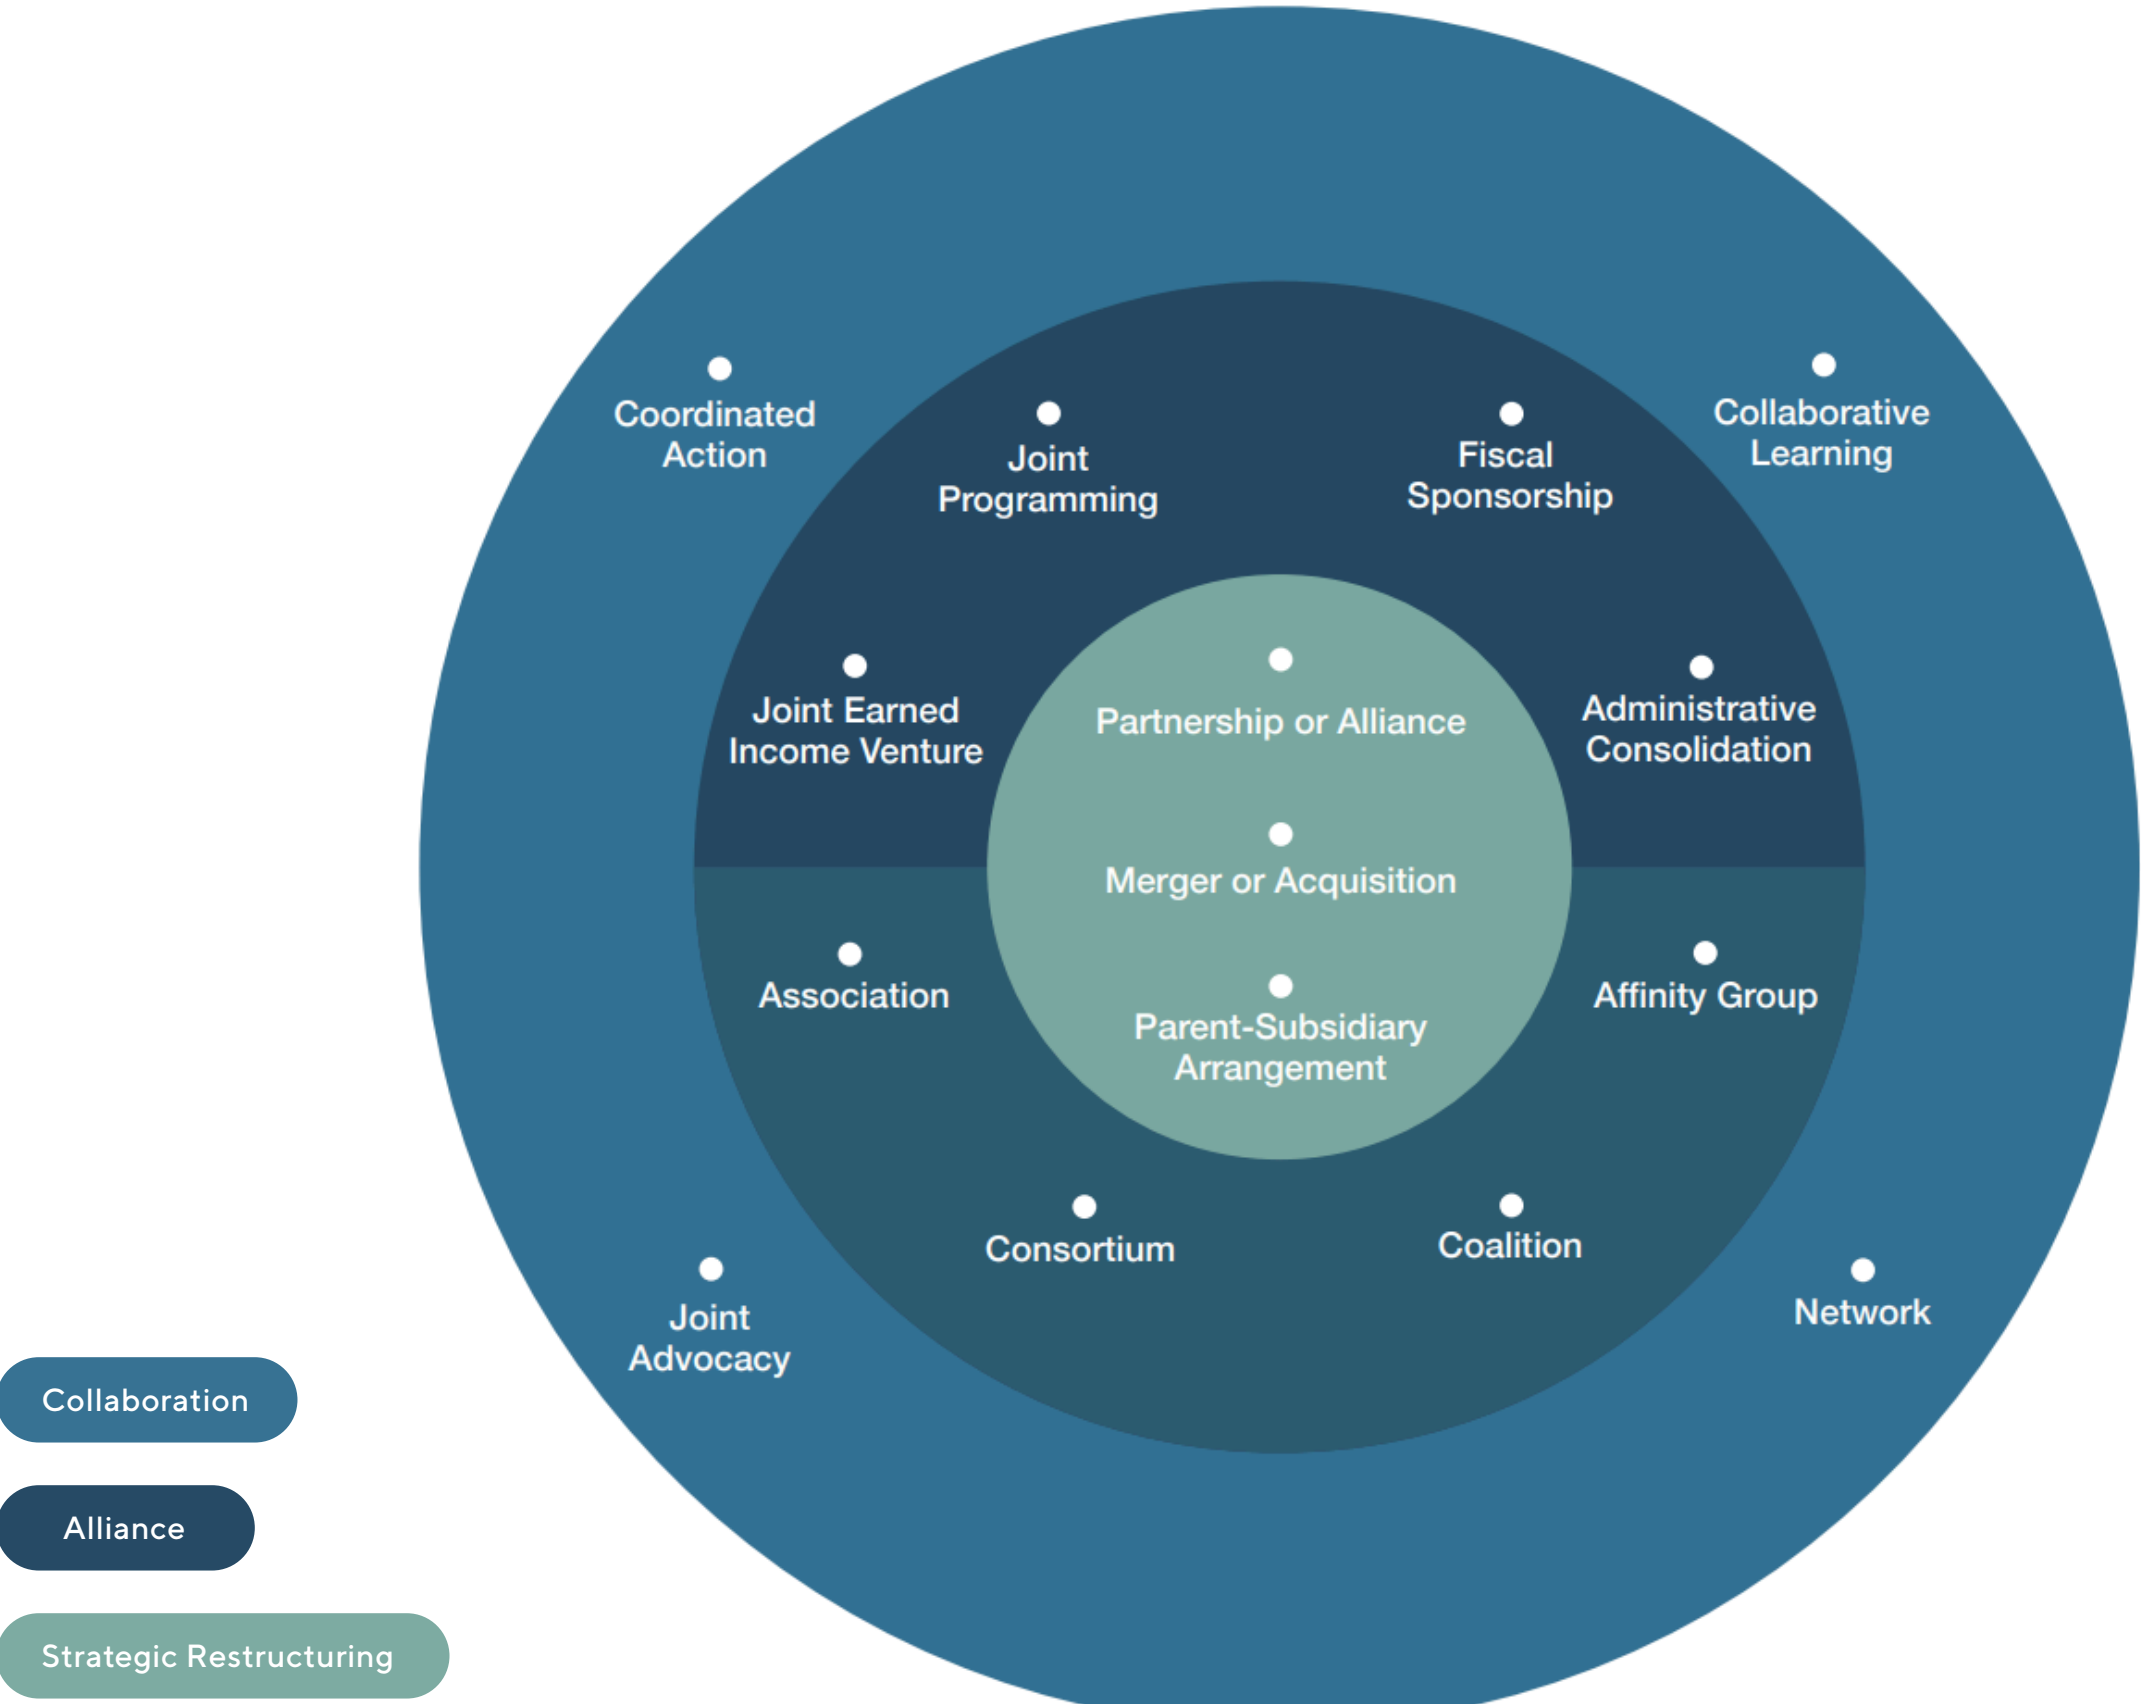 Coordinated
Action
Collaborative
Learning
Joint
Programming
Fiscal
Sponsorship
Joint Earned
Income Venture
Partnership or Alliance
Administrative
Consolidation
Merger or Acquisition
Association
Parent-Subsidiary
Arrangement
Affinity Group
Consortium
Coalition
Joint
Advocacy
Network
Collaboration
Alliance
Strategic Restructuring